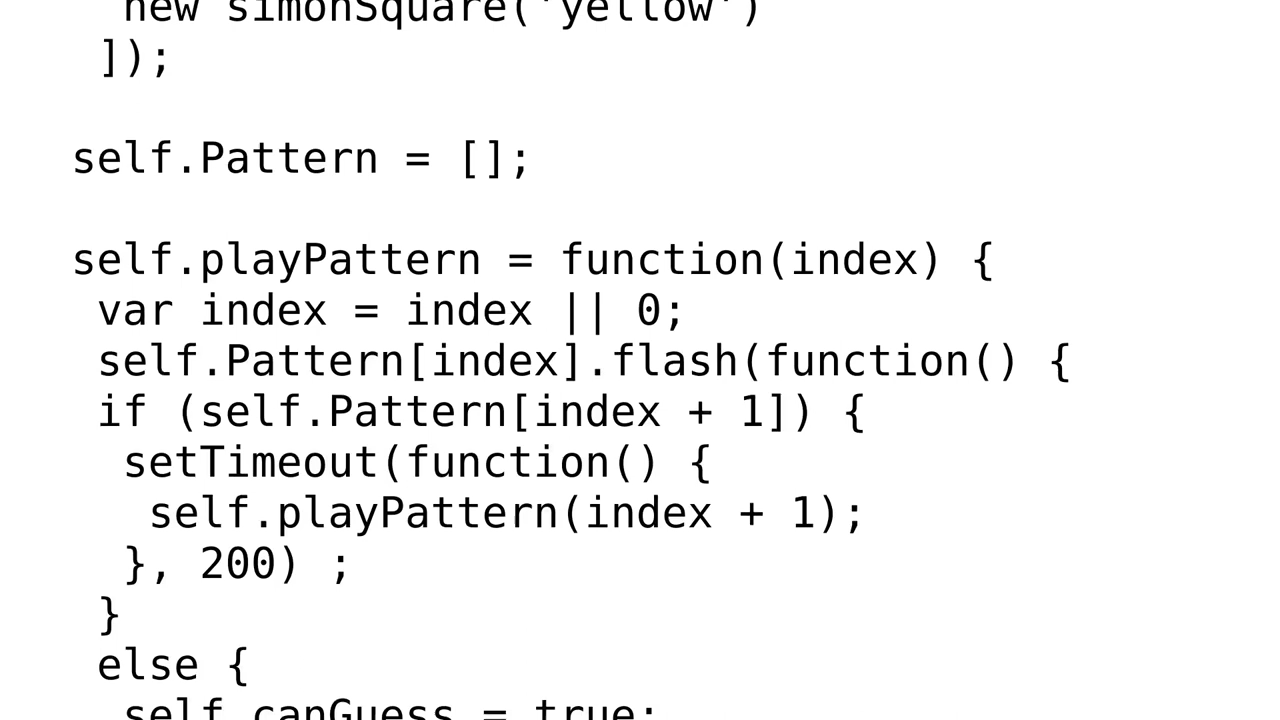 new simonSquare('yellow')
]);
self.Pattern = [];
self.playPattern = function(index) {
var index = index || 0;
self.Pattern[index].flash(function() {
if (self.Pattern[index + 1]) {
setTimeout(function() {
self.playPattern(index + 1);
}, 200) ;
}
else {
self.canGuess = true;